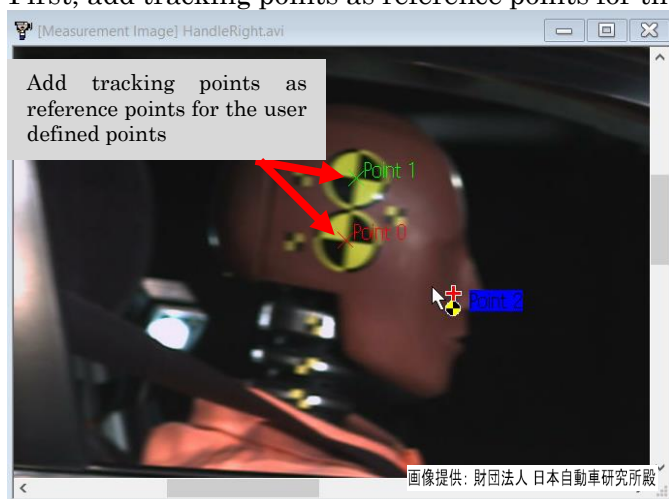 First, add tracking points as reference points for th
[Measurement Image] HandleRight.avi
Add tracking points as
reference points for the user
defined points
Point 1
Point 0
Point 2
画像提供: 財団法人 日本自動車研究所殿